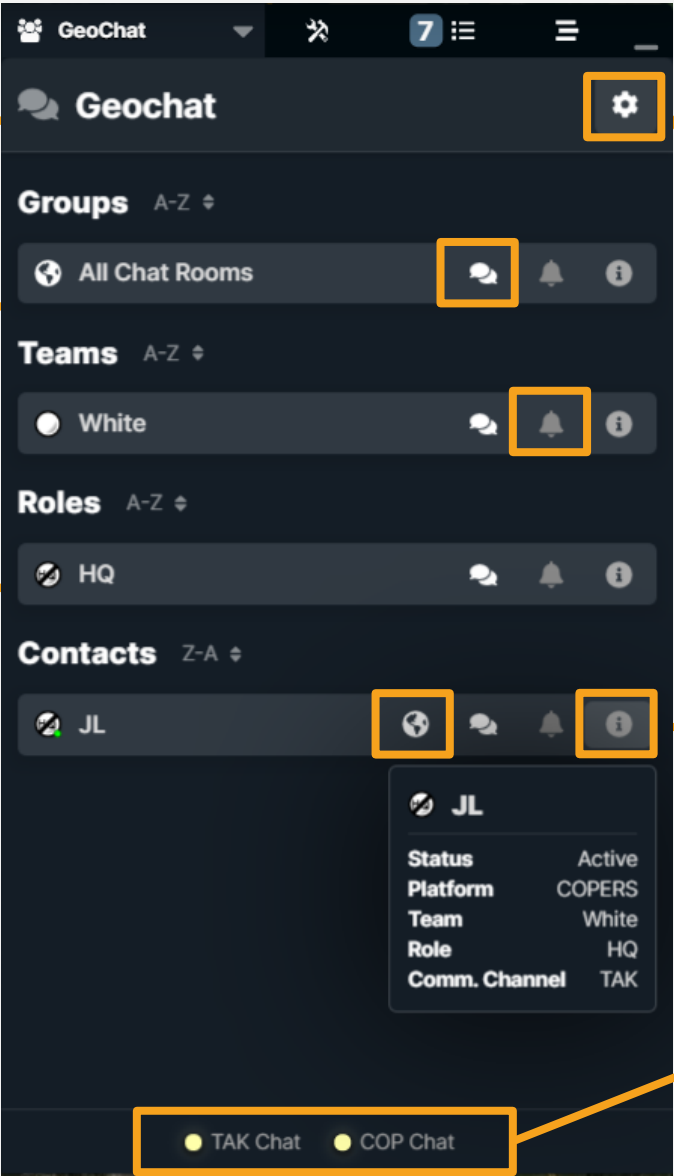 GeoChat 7
Geochat
Groups A-Z
All Chat Rooms
Teams A-Z
White
Roles A-Z
HQ
Contacts Z-A
JL
JL
Status Active
Platform COPERS
Team White
Role HQ
Comm. Channel TAK
TAK Chat COP Chat